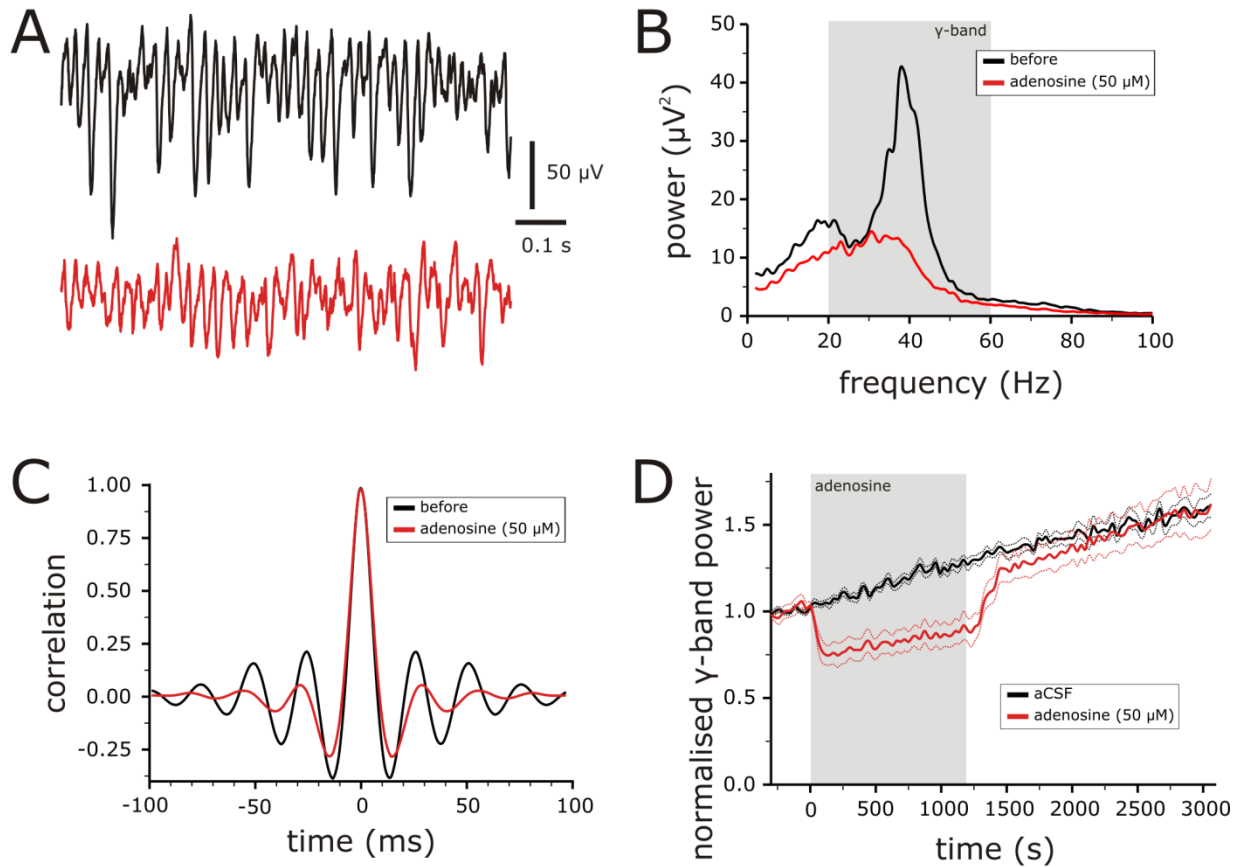 A
50 µV
0.1 s
B
γ-band
before
adenosine (50 µM)
50
40
30
20
10
0
power (µV²)
0 20 40 60 80 100
frequency (Hz)
C
before
adenosine (50 µM)
1.00
0.75
0.50
0.25
0.00
-0.25
correlation
-100 -50 0 50 100
time (ms)
D
adenosine
1.5
1.0
0.5
0.0
normalised γ-band power
aCSF
adenosine (50 µM)
0 500 1000 1500 2000 2500 3000
time (s)